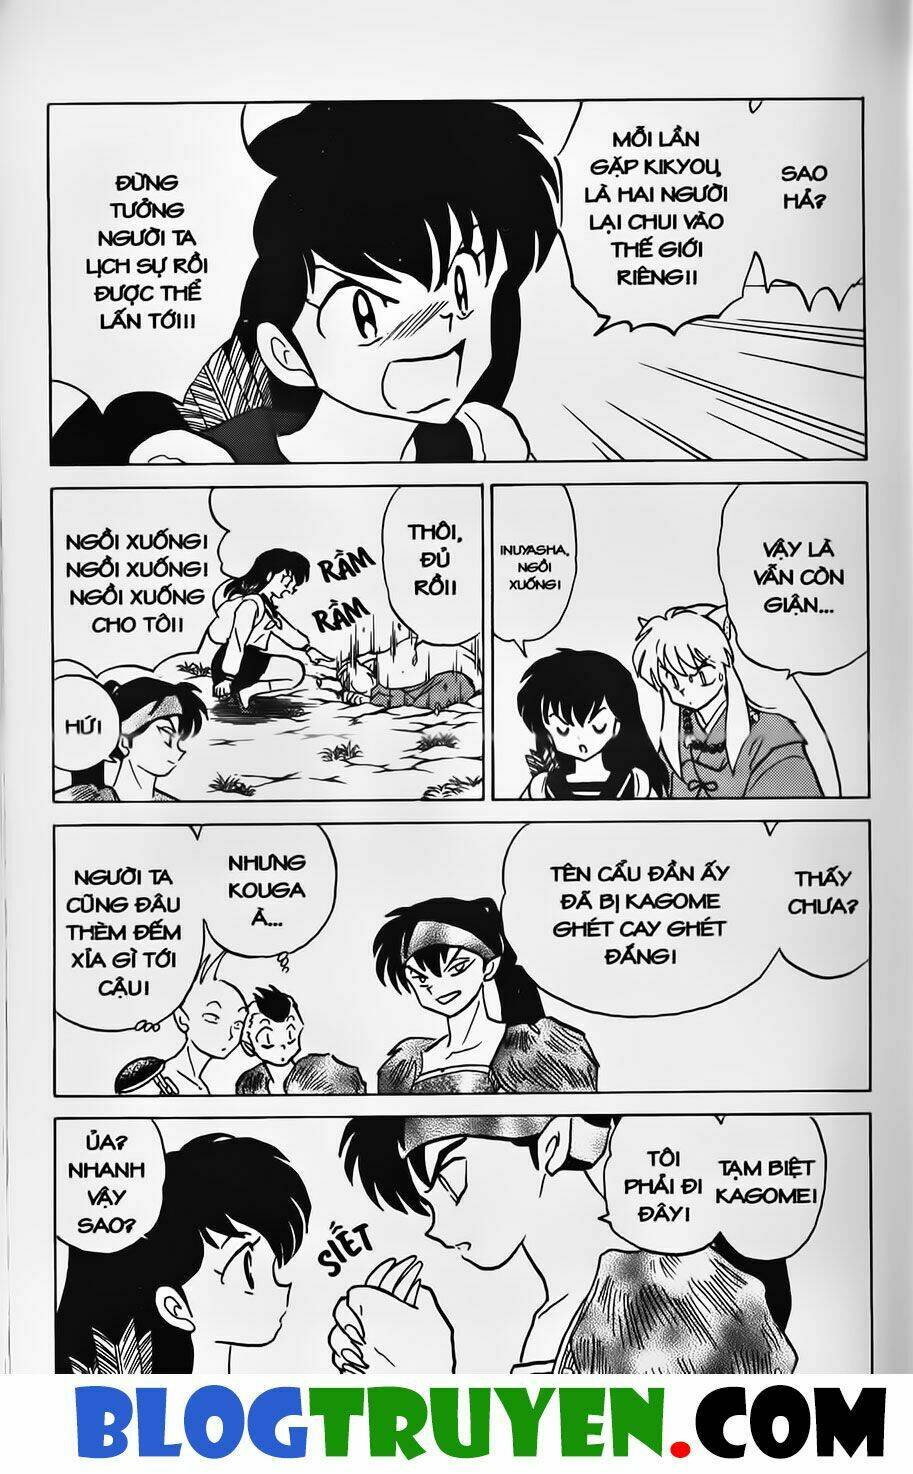 SAO
HẢ?
MỖI LẦN
GẶP KIKYOU,
LÀ HAI NGƯỜI
LẠI CHUI VÀO
THẾ GIỚI
RIÊNG!!
ĐỪNG
TƯỞNG
NGƯỜI TA
LỊCH SỰ RỒI
ĐƯỢC THỂ
LẤN TỚI!!
VẬY LÀ
VẪN CÒN
GIẬN...
INUYASHA,
NGỒI
XUỐNG!
THÔI,
ĐỦ
RỒI!
RẦM
RẦM
NGỒI XUỐNG!
NGỒI XUỐNG!
NGỒI XUỐNG
CHO TÔI!
HỨ!
THẤY
CHƯA?
TÊN CẨU ĐẦN ẤY
ĐÃ BỊ KAGOME
GHÉT CAY GHÉT
ĐẮNG!
NHƯNG
KOUGA
À...
NGƯỜI TA
CŨNG ĐÂU
THÈM ĐẾM
XỈA GÌ TỚI
CẬU!
TẠM BIỆT
KAGOME!
TÔI
PHẢI ĐI
ĐÂY!
SIẾT
ỦA?
NHANH
VẬY
SAO?
BLOGTRUYEN.COM